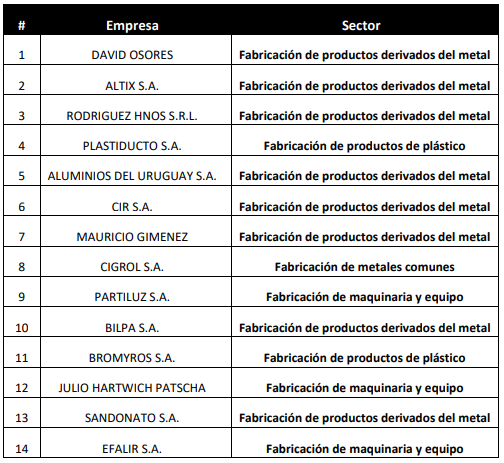 # Empresa Sector
1 DAVID OSORES Fabricación de productos derivados del metal
2 ALTIX S.A. Fabricación de productos derivados del metal
3 RODRIGUEZ HNOS S.R.L. Fabricación de productos derivados del metal
4 PLASTIDUCTO S.A. Fabricación de productos de plástico
5 ALUMINIOS DEL URUGUAY S.A. Fabricación de productos derivados del metal
6 CIR S.A. Fabricación de productos derivados del metal
7 MAURICIO GIMENEZ Fabricación de productos derivados del metal
8 CIGROL S.A. Fabricación de metales comunes
9 PARTILUZ S.A. Fabricación de maquinaria y equipo
10 BILPA S.A. Fabricación de productos derivados del metal
11 BROMYROS S.A. Fabricación de productos de plástico
12 JULIO HARTWICH PATSCHA Fabricación de maquinaria y equipo
13 SANDONATO S.A. Fabricación de productos derivados del metal
14 EFALIR S.A. Fabricación de maquinaria y equipo